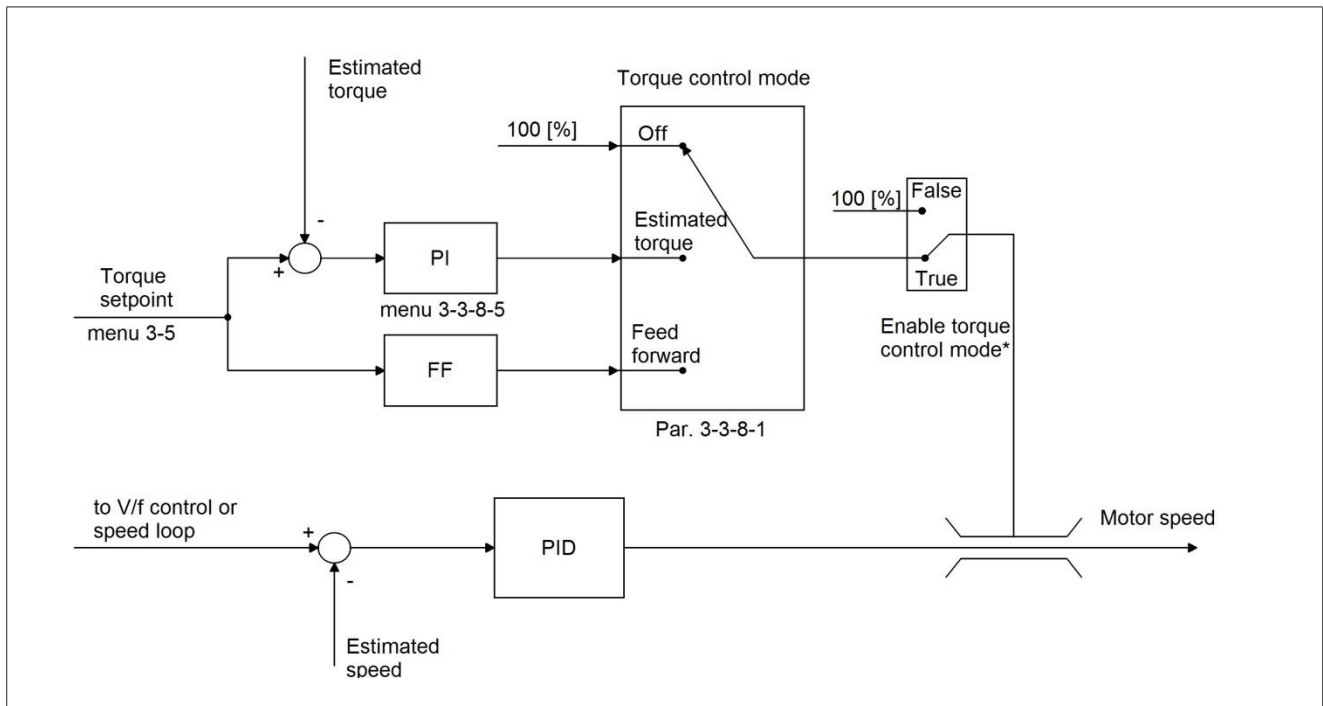 Estimated
torque
Torque control mode
100 [%]
Off
False
100 [%]
-
Estimated
torque
PI
+
True
Torque
setpoint
menu 3-5
menu 3-3-8-5
Enable torque
control mode*
Feed
forward
FF
Par. 3-3-8-1
to V/f control or
speed loop
+
Motor speed
PID
-
Estimated
speed